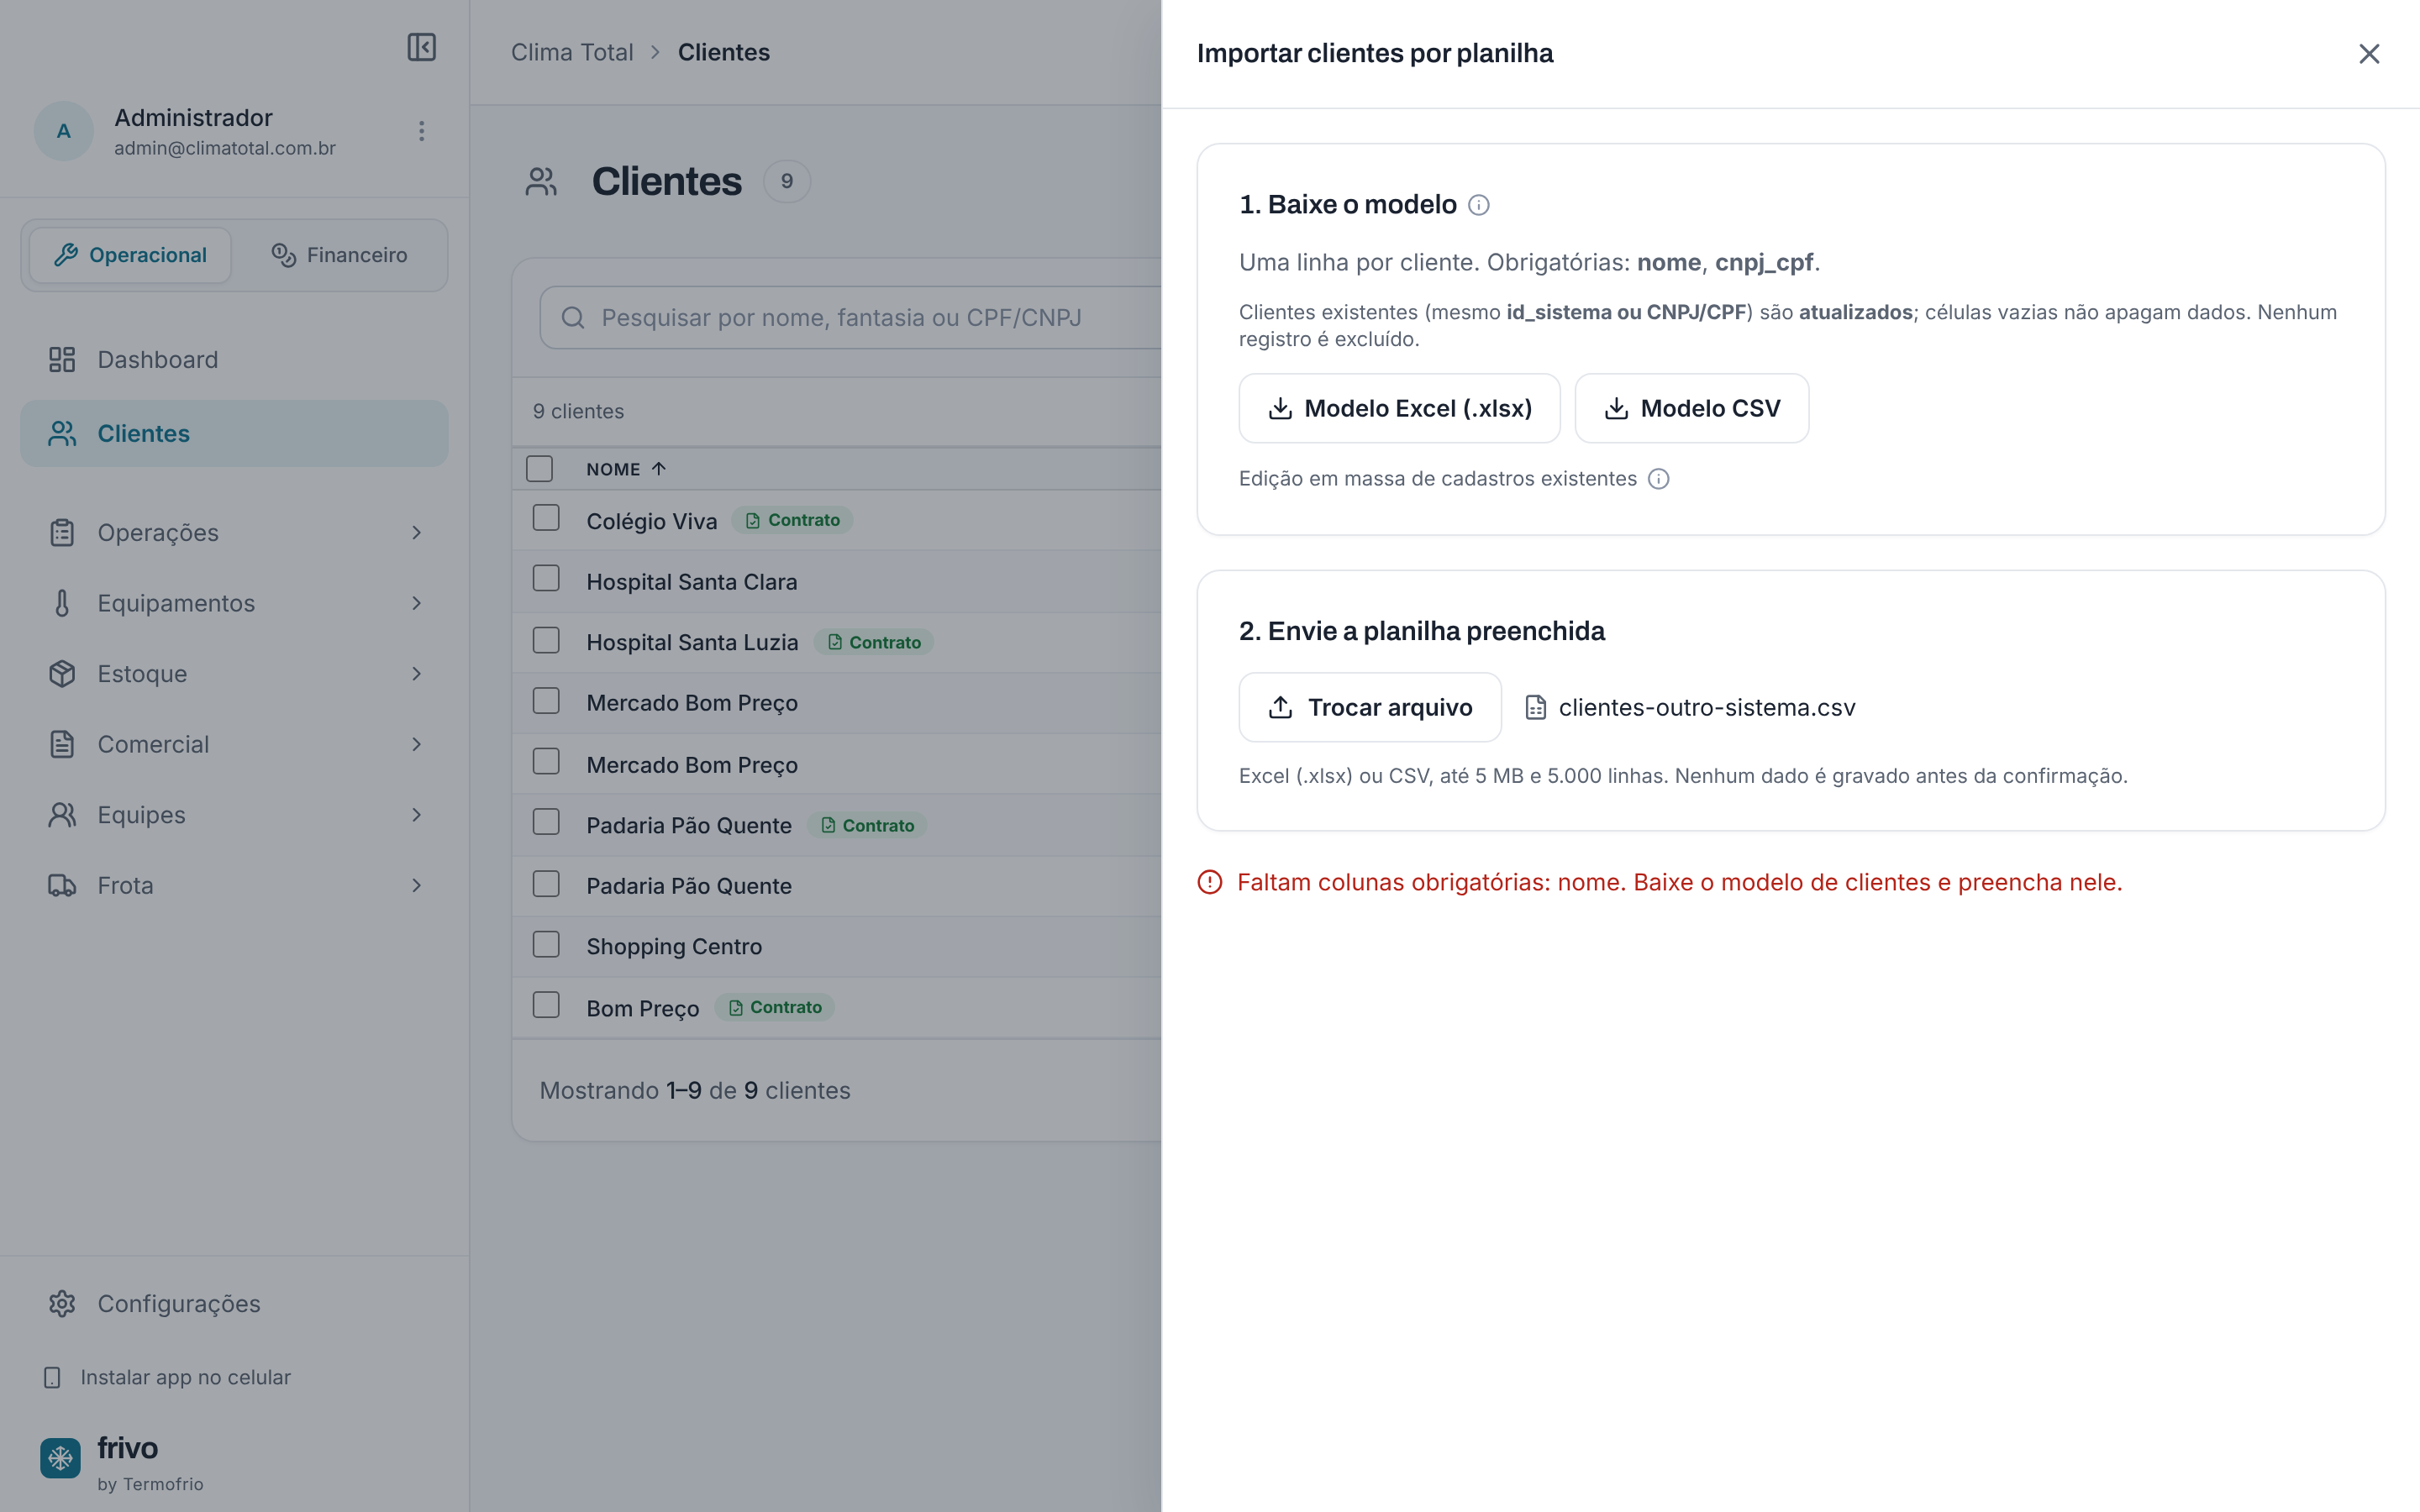 A
Administrador
admin@climatotal.com.br
Operacional
Financeiro
Dashboard
Clientes
Operações
Equipamentos
Estoque
Comercial
Equipes
Frota
Configurações
Instalar app no celular
frivo
by Termofrio
Clima Total > Clientes
Clientes 9
Pesquisar por nome, fantasia ou CPF/CNPJ
9 clientes
NOME
Colégio Viva Contrato
Hospital Santa Clara
Hospital Santa Luzia Contrato
Mercado Bom Preço
Mercado Bom Preço
Padaria Pão Quente Contrato
Padaria Pão Quente
Shopping Centro
Bom Preço Contrato
Mostrando 1–9 de 9 clientes
Importar clientes por planilha
1. Baixe o modelo
Uma linha por cliente. Obrigatórias: nome, cnpj_cpf.
Clientes existentes (mesmo id_sistema ou CNPJ/CPF) são atualizados; células vazias não apagam dados. Nenhum
registro é excluído.
Modelo Excel (.xlsx)
Modelo CSV
Edição em massa de cadastros existentes
2. Envie a planilha preenchida
Trocar arquivo
clientes-outro-sistema.csv
Excel (.xlsx) ou CSV, até 5 MB e 5.000 linhas. Nenhum dado é gravado antes da confirmação.
Faltam colunas obrigatórias: nome. Baixe o modelo de clientes e preencha nele.